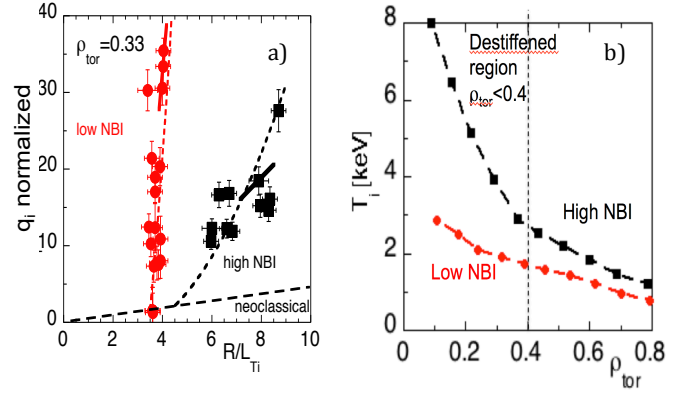 a)
ρtor=0.33
low NBI
high NBI
neoclassical
qi normalized
0 10 20 30 40
0 2 4 6 8 10
R/LTi
b)
Destiffened
region
ρtor<0.4
High NBI
Low NBI
Ti [keV]
0 2 4 6 8
0 0.2 0.4 0.6 0.8
ρtor